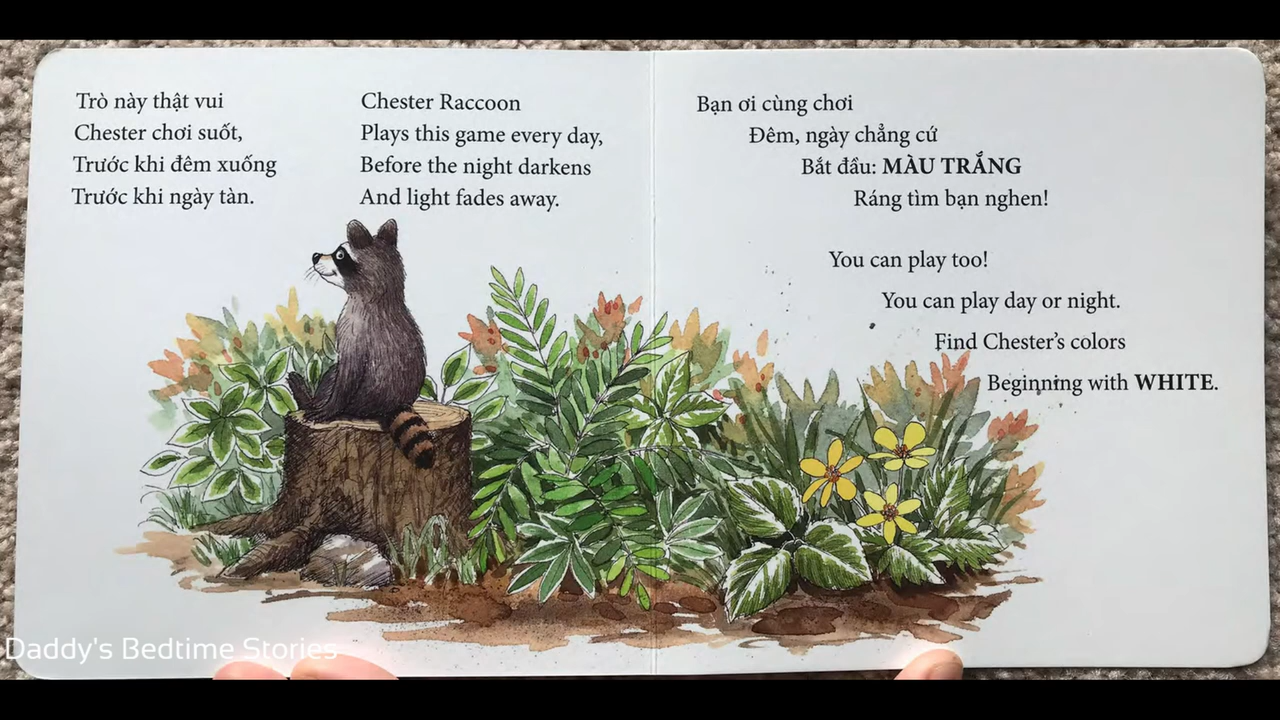 Trò này thật vui
Chester chơi suốt,
Trước khi đêm xuống
Trước khi ngày tàn.
Chester Raccoon
Plays this game every day,
Before the night darkens
And light fades away.
Bạn ơi cùng chơi
Đêm, ngày chẳng cứ
Bắt đầu: MÀU TRẮNG
Ráng tìm bạn nghen!
You can play too!
You can play day or night.
Find Chester's colors
Beginning with WHITE.
Daddy's Bedtime Stories